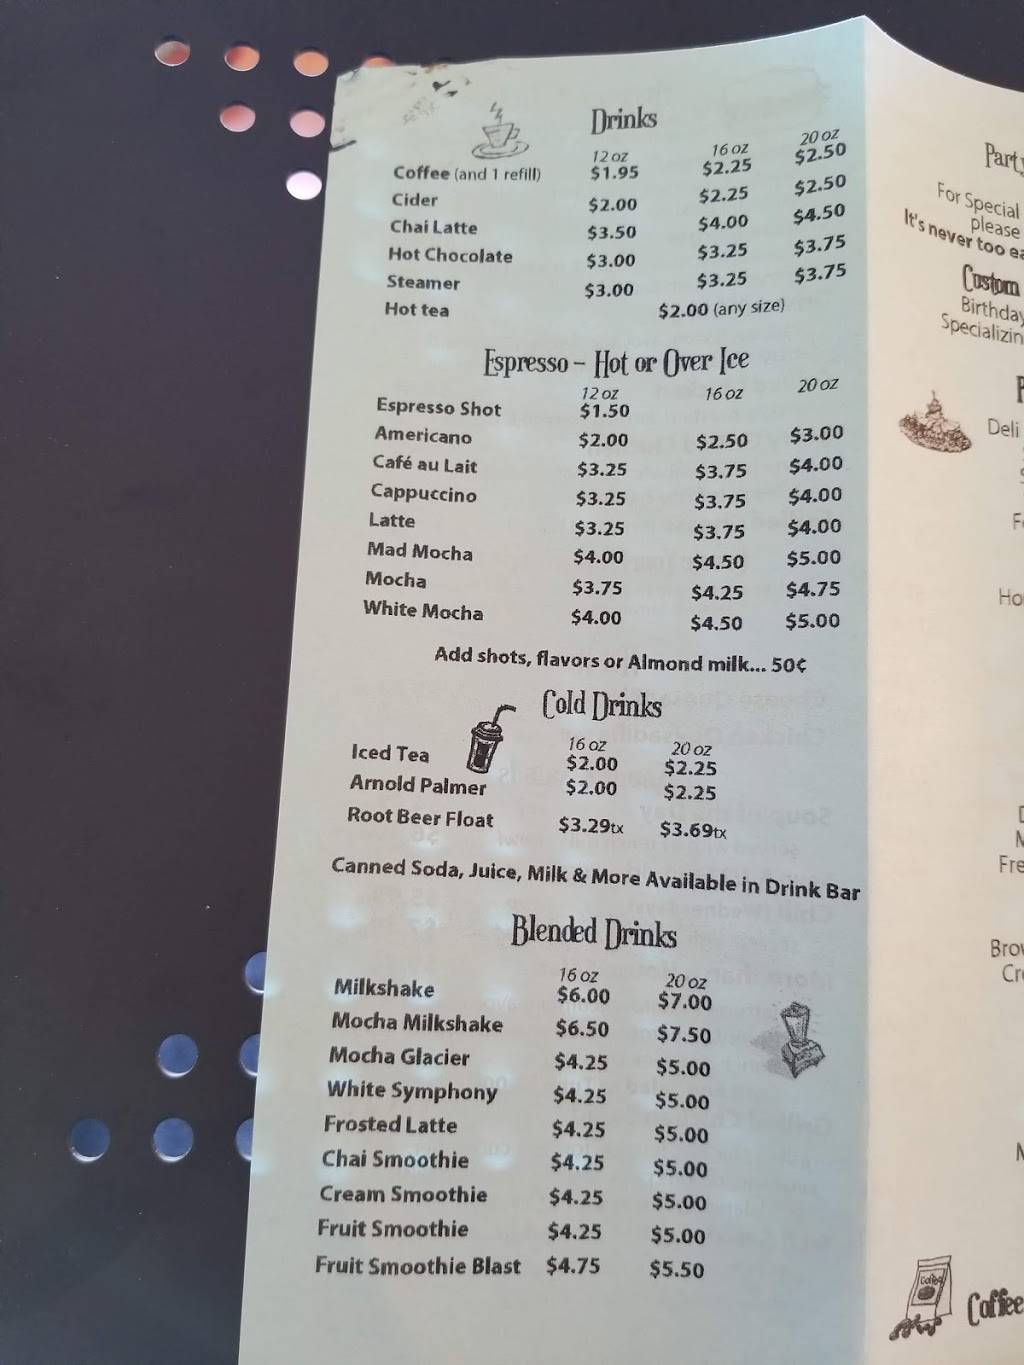 Drinks
12 oz 16 oz 20 oz
Coffee (and 1 refill) $1.95 $2.25 $2.50
Cider $2.00 $2.25 $2.50
Chai Latte $3.50 $4.00 $4.50
Hot Chocolate $3.00 $3.25 $3.75
Steamer $3.00 $3.25 $3.75
Hot tea $2.00 (any size)
Espresso – Hot or Over Ice
12 oz 16 oz 20 oz
Espresso Shot $1.50
Americano $2.00 $2.50 $3.00
Café au Lait $3.25 $3.75 $4.00
Cappuccino $3.25 $3.75 $4.00
Latte $3.25 $3.75 $4.00
Mad Mocha $4.00 $4.50 $5.00
Mocha $3.75 $4.25 $4.75
White Mocha $4.00 $4.50 $5.00
Add shots, flavors or Almond milk... 50¢
Cold Drinks
16 oz 20 oz
Iced Tea $2.00 $2.25
Arnold Palmer $2.00 $2.25
Root Beer Float $3.29tx $3.69tx
Canned Soda, Juice, Milk & More Available in Drink Bar
Blended Drinks
16 oz 20 oz
Milkshake $6.00 $7.00
Mocha Milkshake $6.50 $7.50
Mocha Glacier $4.25 $5.00
White Symphony $4.25 $5.00
Frosted Latte $4.25 $5.00
Chai Smoothie $4.25 $5.00
Cream Smoothie $4.25 $5.00
Fruit Smoothie $4.25 $5.00
Fruit Smoothie Blast $4.75 $5.50
Party
For Special
please
It's never too ea
Custom
Birthday
Specializin
Deli
Fre
Brow
Cre
Coffee